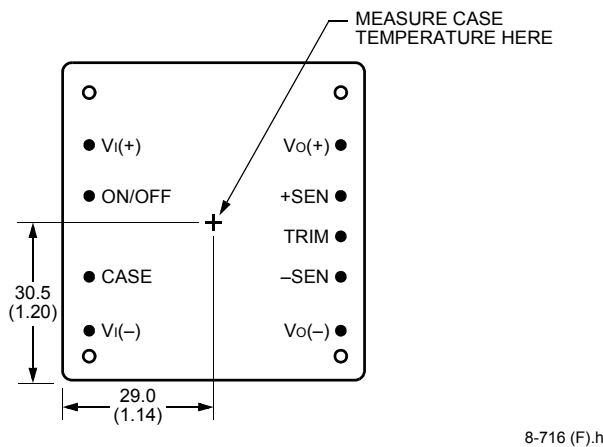 MEASURE CASE
TEMPERATURE HERE
VI(+)
VO(+)
ON/OFF
+SEN
TRIM
CASE
–SEN
30.5
(1.20)
VI(–)
VO(–)
29.0
(1.14)
8-716 (F).h